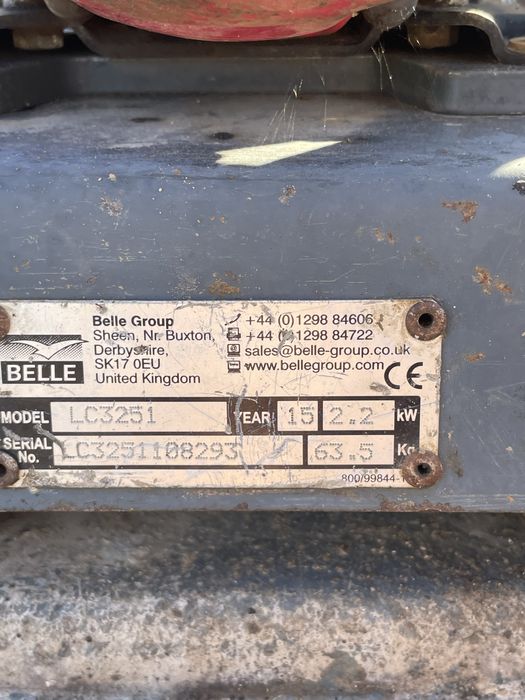 Belle Group
Sheen, Nr. Buxton,
Derbyshire,
SK17 0EU
United Kingdom
+44 (0)1298 84606
+44 (0)1298 84722
sales@belle-group.co.uk
www.bellegroup.com
BELLE
CE
MODEL LC3251 YEAR 15 2.2 kW
SERIAL No. LC3251108293 63.5 Kg
800/99844-